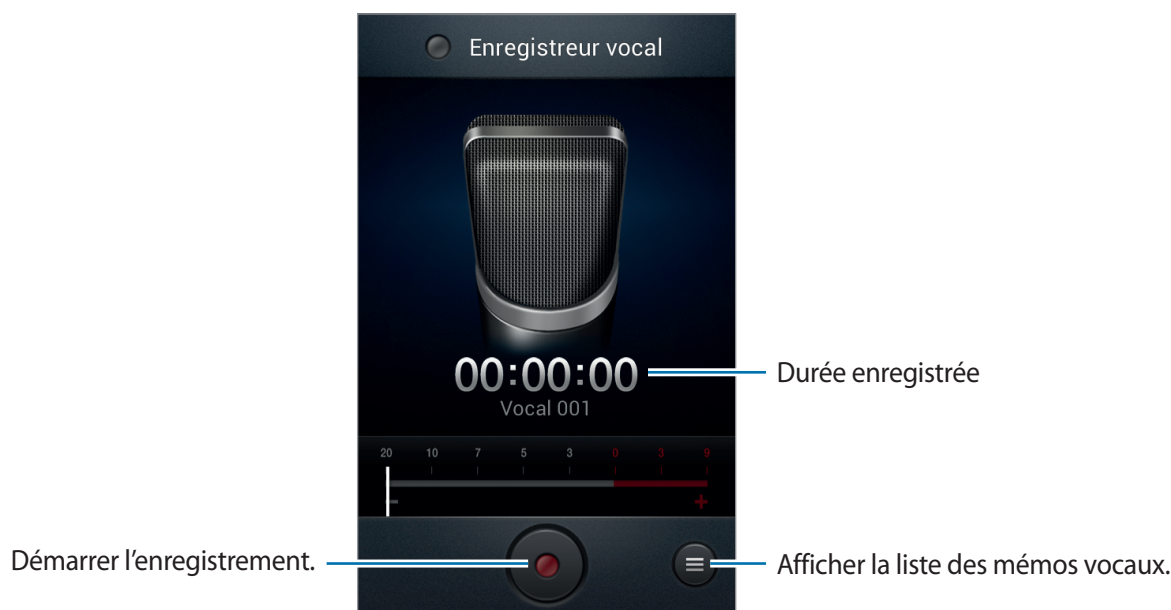 Enregistreur vocal
00:00:00
Durée enregistrée
Vocal 001
20 10 7 5 3 0 3 9
- +
Démarrer l'enregistrement.
Afficher la liste des mémos vocaux.